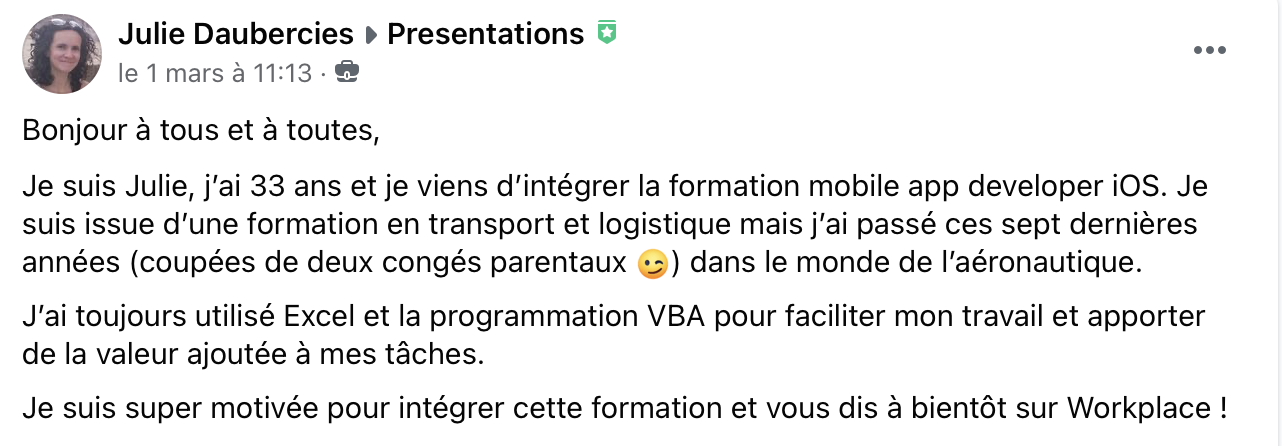 Julie Daubercies Presentations
le 1 mars à 11:13 ·
Bonjour à tous et à toutes,
Je suis Julie, j’ai 33 ans et je viens d’intégrer la formation mobile app developer iOS. Je
suis issue d’une formation en transport et logistique mais j’ai passé ces sept dernières
années (coupées de deux congés parentaux 😉) dans le monde de l’aéronautique.
J’ai toujours utilisé Excel et la programmation VBA pour faciliter mon travail et apporter
de la valeur ajoutée à mes tâches.
Je suis super motivée pour intégrer cette formation et vous dis à bientôt sur Workplace !